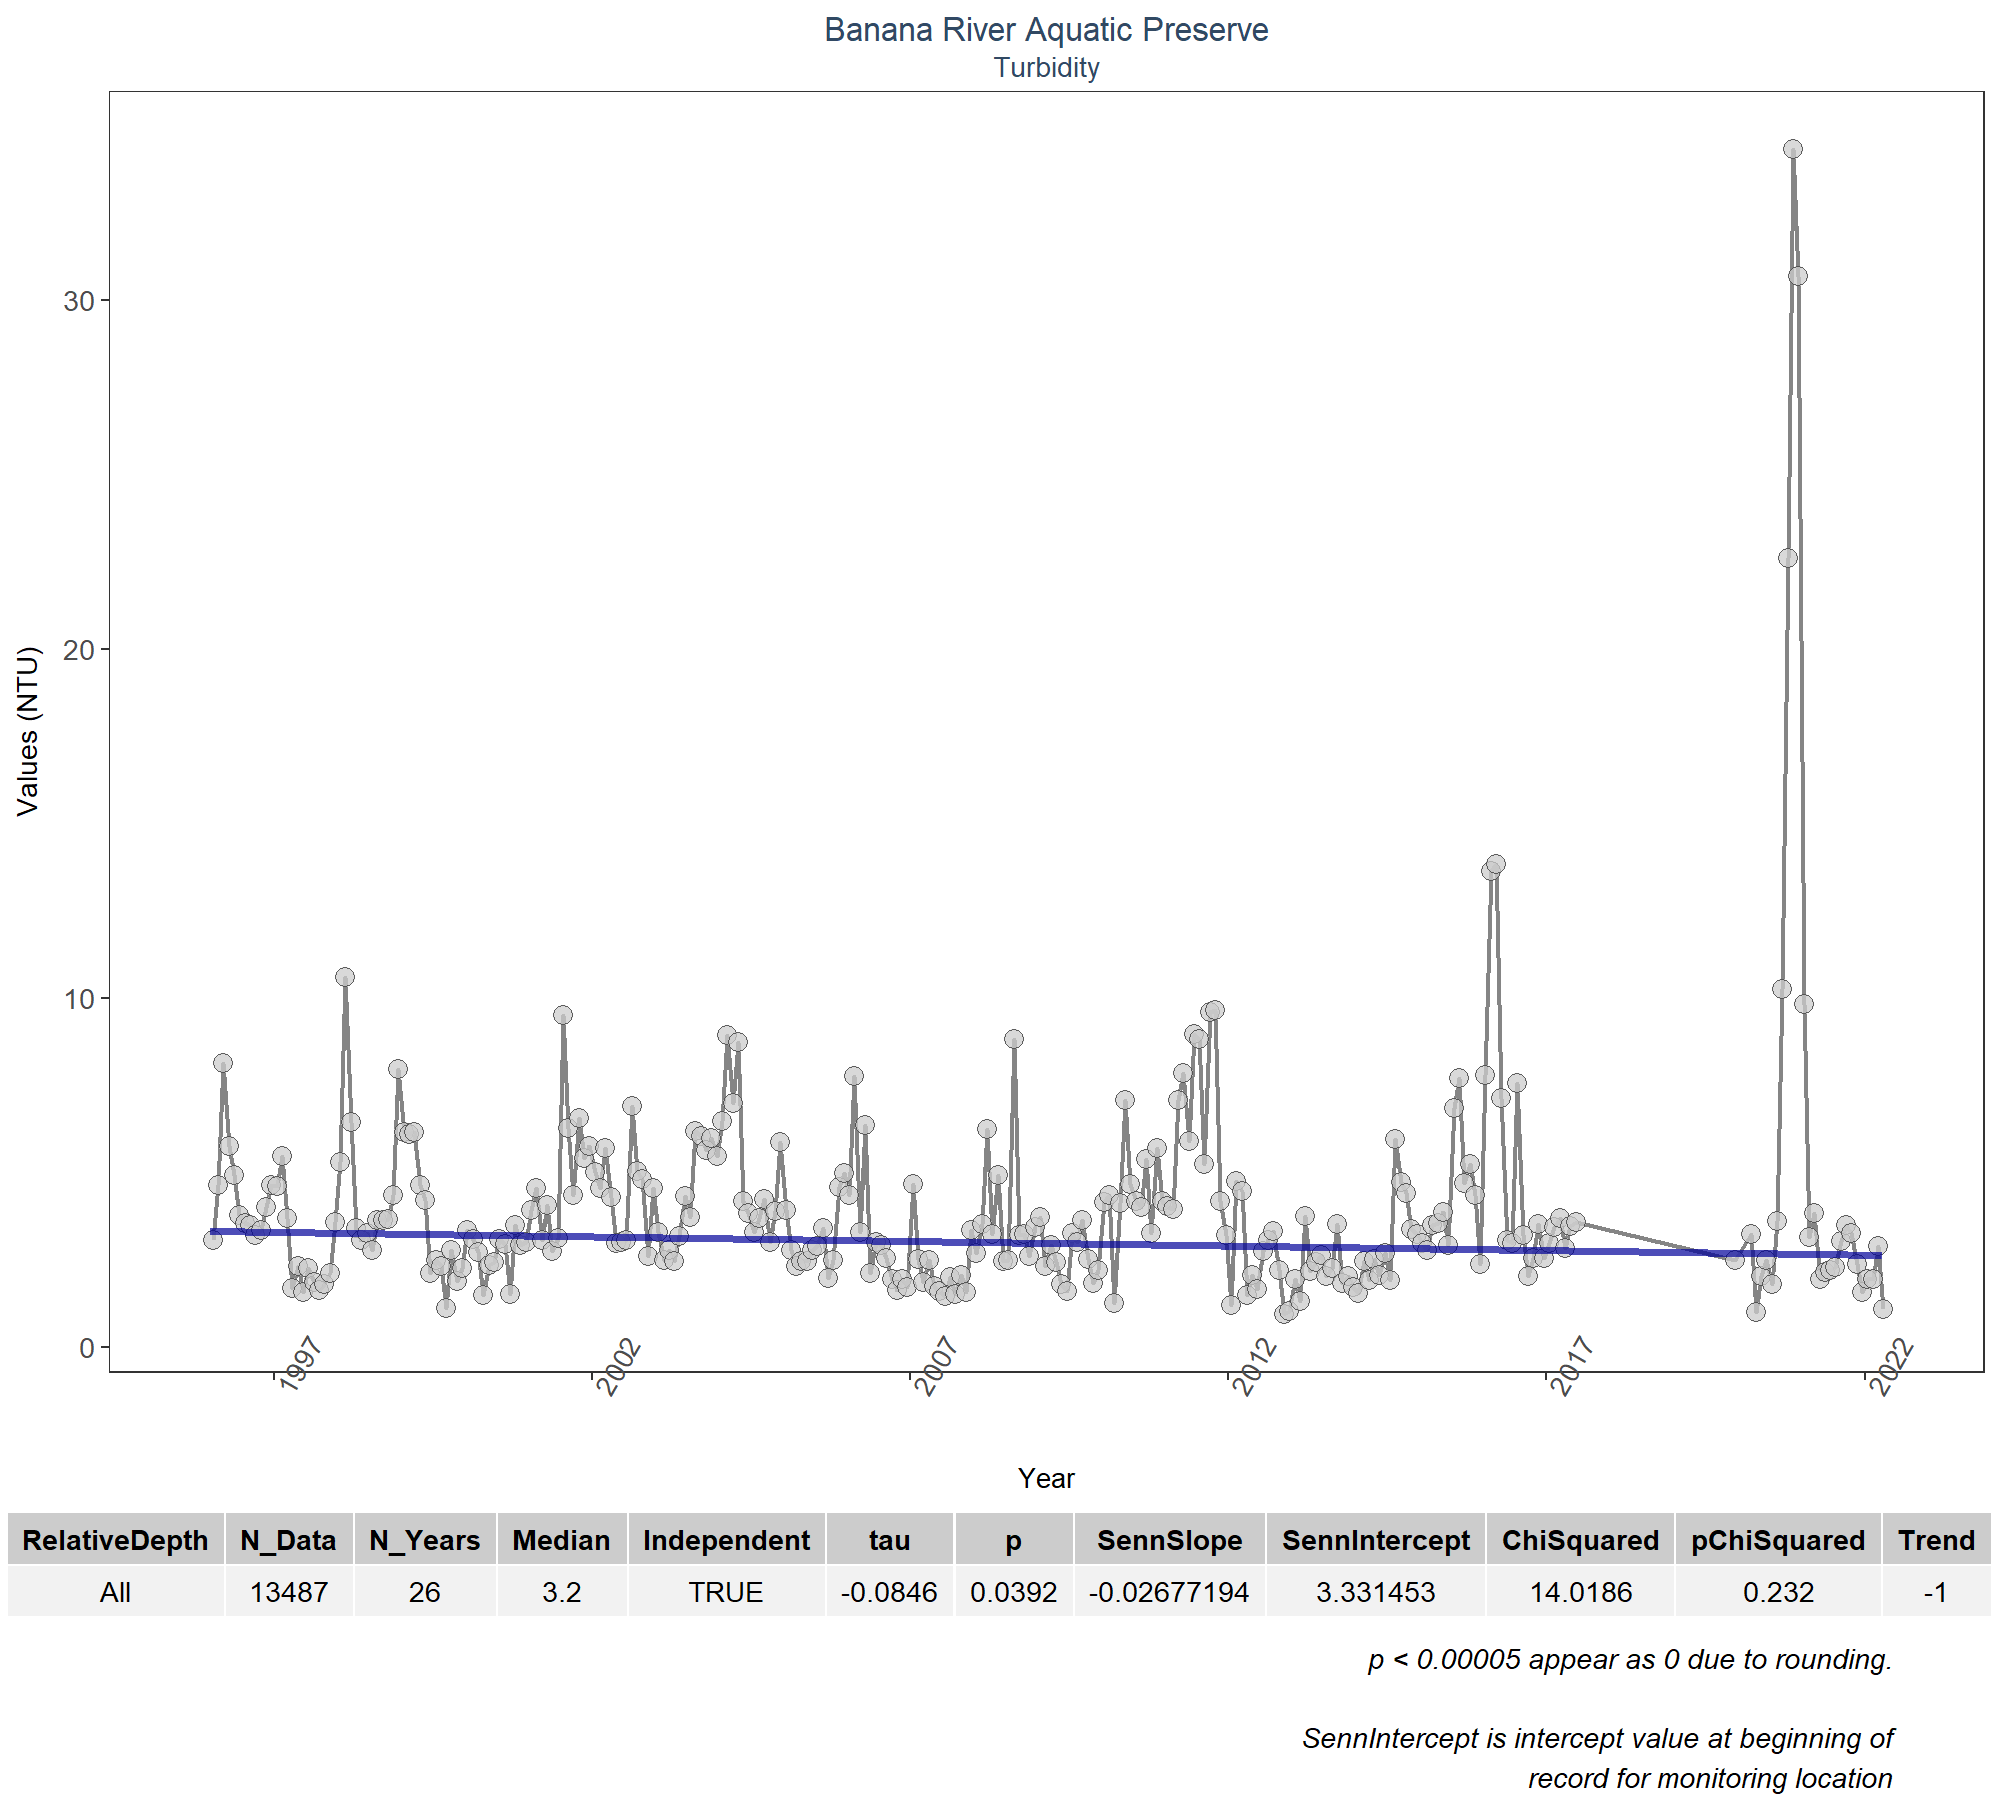 Banana River Aquatic Preserve
Turbidity
Values (NTU)
30
20
10
0
1997 2002 2007 2012 2017 2022
Year
RelativeDepth N_Data N_Years Median Independent tau p SennSlope SennIntercept ChiSquared pChiSquared Trend
All 13487 26 3.2 TRUE -0.0846 0.0392 -0.02677194 3.331453 14.0186 0.232 -1
p < 0.00005 appear as 0 due to rounding.
SennIntercept is intercept value at beginning of
record for monitoring location